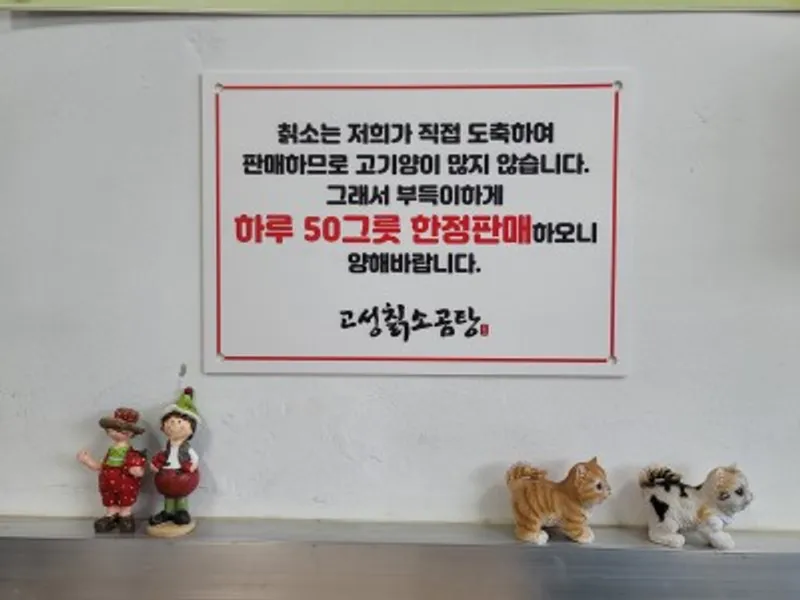 칡소는 저희가 직접 도축하여
판매하므로 고기양이 많지 않습니다.
그래서 부득이하게
하루 50그릇 한정판매하오니
양해바랍니다.
고성칡소곰탕